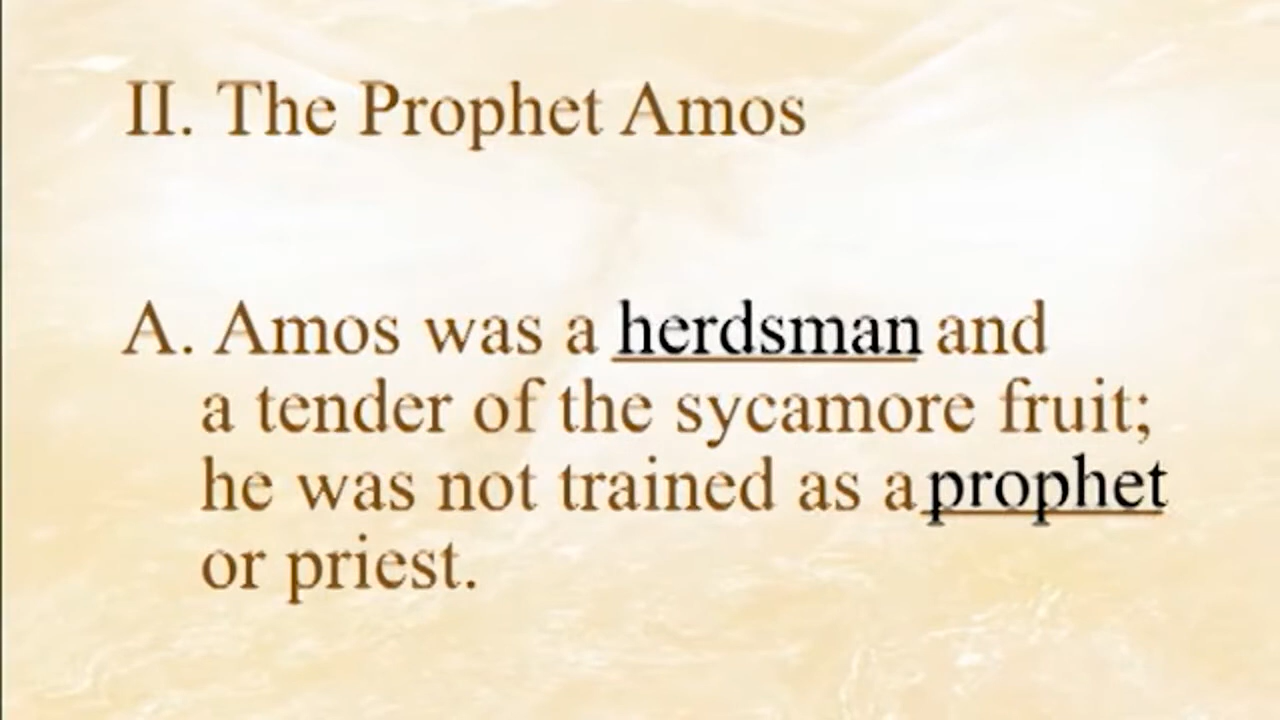 II. The Prophet Amos
A. Amos was a herdsman and
a tender of the sycamore fruit;
he was not trained as a prophet
or priest.